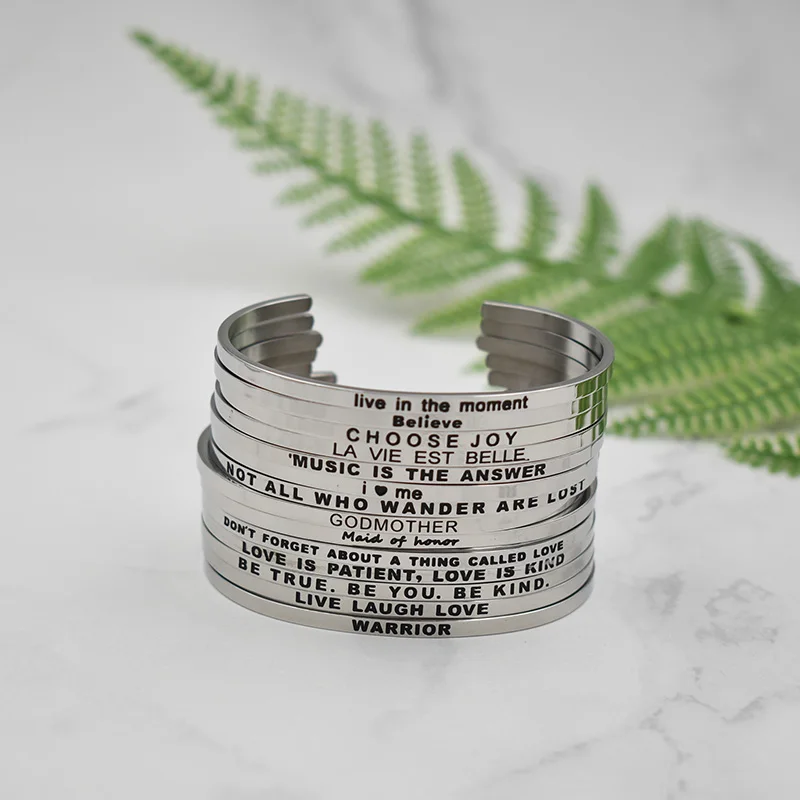 live in the moment
Believe
CHOOSE JOY
LA VIE EST BELLE.
'MUSIC IS THE ANSWER
i ♥ me
NOT ALL WHO WANDER ARE LOST
GODMOTHER
Maid of honor
DON'T FORGET ABOUT A THING CALLED LOVE
LOVE IS PATIENT, LOVE IS KIND
BE TRUE. BE YOU. BE KIND.
LIVE LAUGH LOVE
WARRIOR